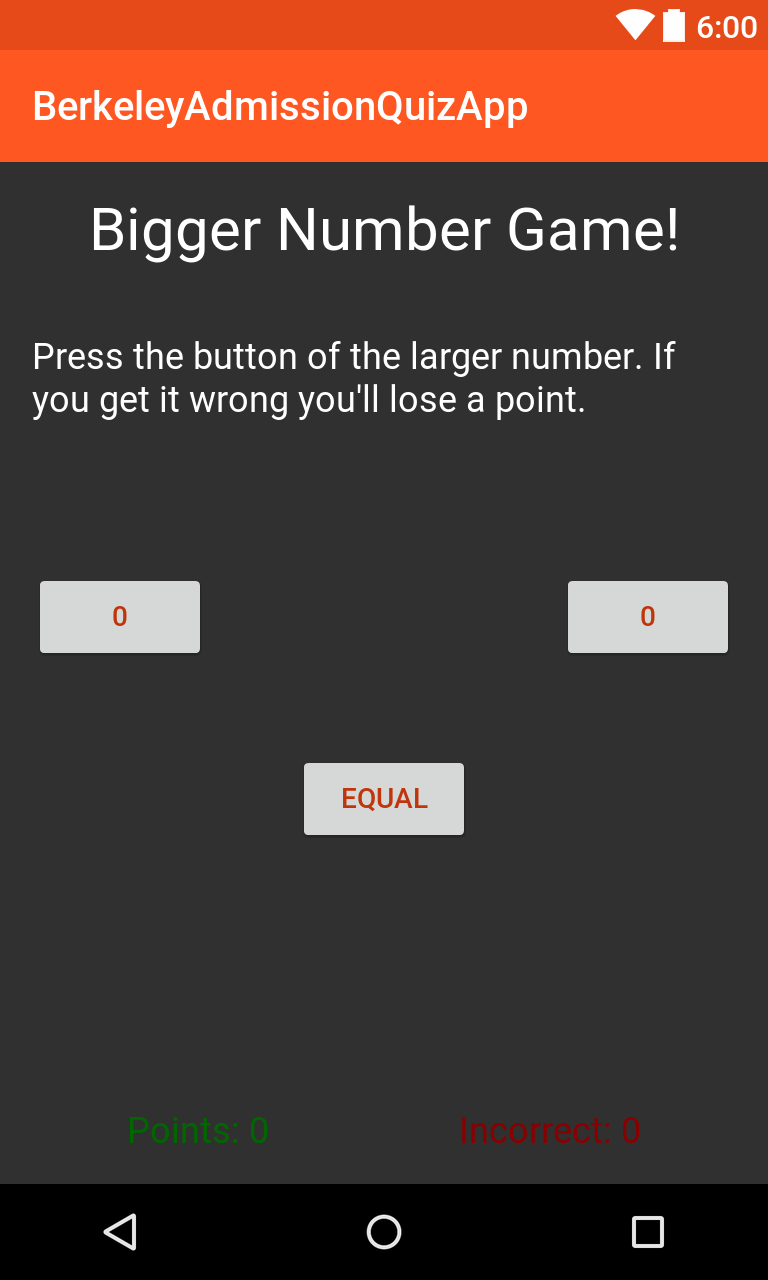 6:00
BerkeleyAdmissionQuizApp
Bigger Number Game!
Press the button of the larger number. If
you get it wrong you'll lose a point.
0 0
EQUAL
Points: 0 Incorrect: 0